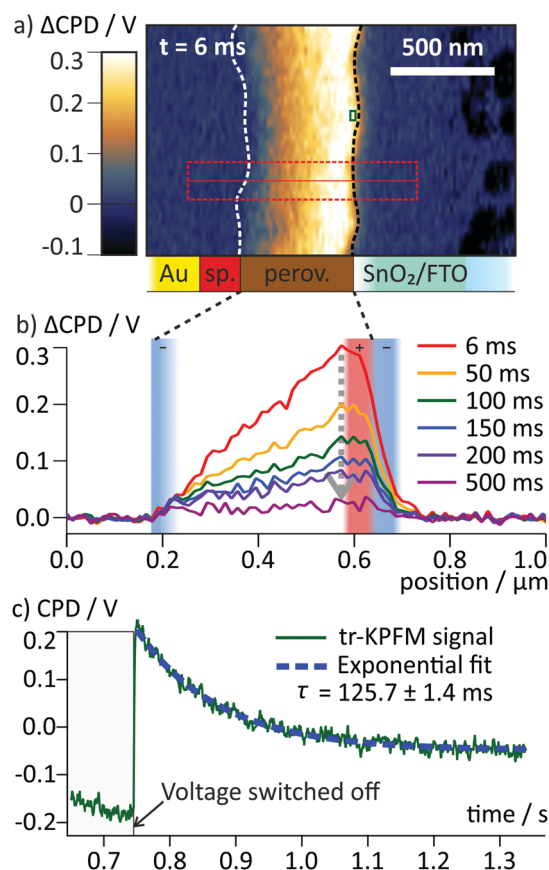 a) ΔCPD / V
0.3
0.2
0.1
0
-0.1
t = 6 ms
500 nm
Au
sp.
perov.
SnO₂/FTO
b) ΔCPD / V
0.3
0.2
0.1
0.0
-
+
-
6 ms
50 ms
100 ms
150 ms
200 ms
500 ms
0.0 0.2 0.4 0.6 0.8 1.0
position / μm
c) CPD / V
0.2
0.1
0.0
-0.1
-0.2
tr-KPFM signal
Exponential fit
τ = 125.7 ± 1.4 ms
Voltage switched off
time / s
0.7 0.8 0.9 1.0 1.1 1.2 1.3